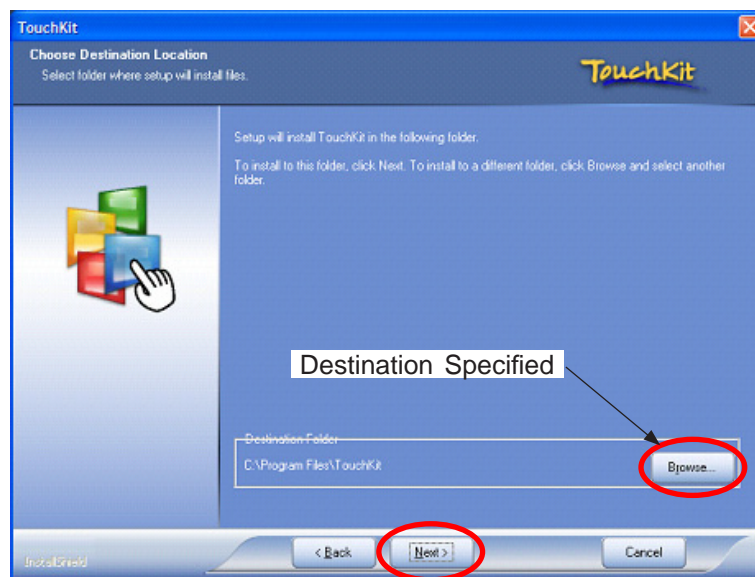 TouchKit
Choose Destination Location
Select folder where setup will install files.
TouchKit
Setup will install TouchKit in the following folder.
To install to this folder, click Next. To install to a different folder, click Browse and select another
folder.
Destination Specified
Destination Folder
C:\Program Files\TouchKit
Browse...
InstallShield
< Back
Next >
Cancel